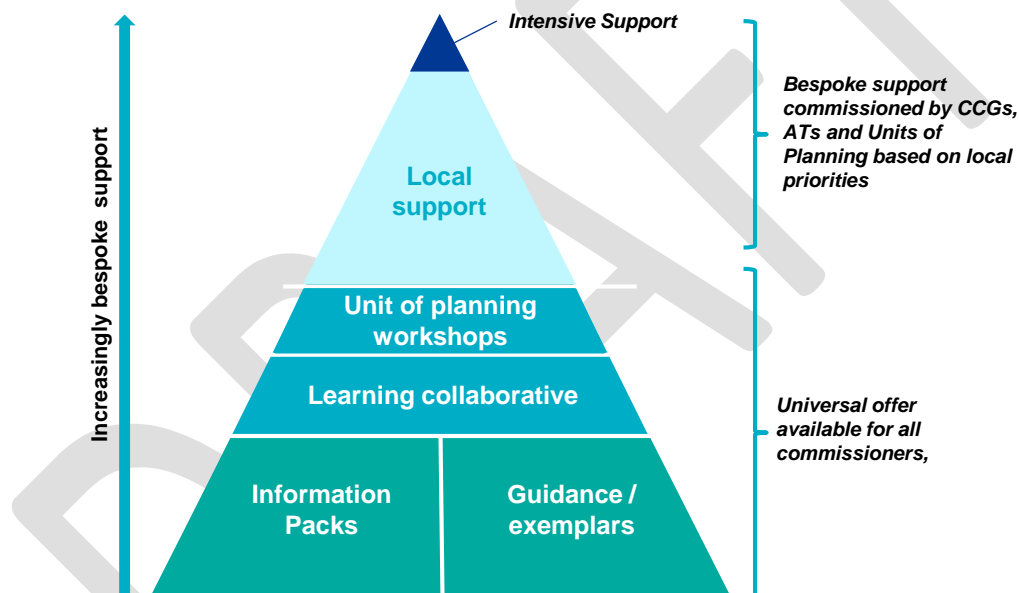 Intensive Support
Bespoke support
commissioned by CCGs,
ATs and Units of
Planning based on local
priorities
Increasingly bespoke support
Local
support
Unit of planning
workshops
Learning collaborative
Universal offer
available for all
commissioners,
Information
Packs
Guidance /
exemplars
DRAFT